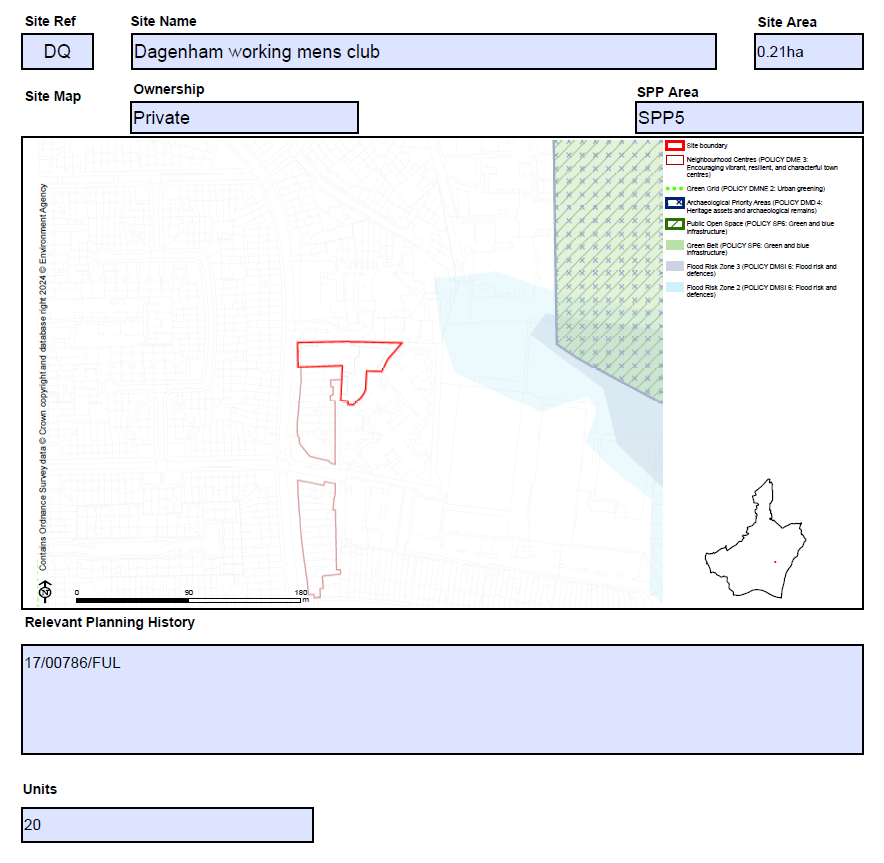 Site Ref
Site Name
Site Area
DQ
Dagenham working mens club
0.21ha
Site Map
Ownership
SPP Area
Private
SPP5
Contains Ordnance Survey data © Crown copyright and database right 2024 © Environment Agency
Site boundary
Neighbourhood Centres (POLICY DME 3:
Encouraging vibrant, resilient, and characterful town
centres)
Green Grid (POLICY DMNE 2: Urban greening)
Archaeological Priority Areas (POLICY DMD 4:
Heritage assets and archaeological remains)
Public Open Space (POLICY SP6: Green and blue
infrastructure)
Green Belt (POLICY SP6: Green and blue
infrastructure)
Flood Risk Zone 3 (POLICY DMSI 6: Flood risk and
defences)
Flood Risk Zone 2 (POLICY DMSI 6: Flood risk and
defences)
N
0 90 180
m
Relevant Planning History
17/00786/FUL
Units
20